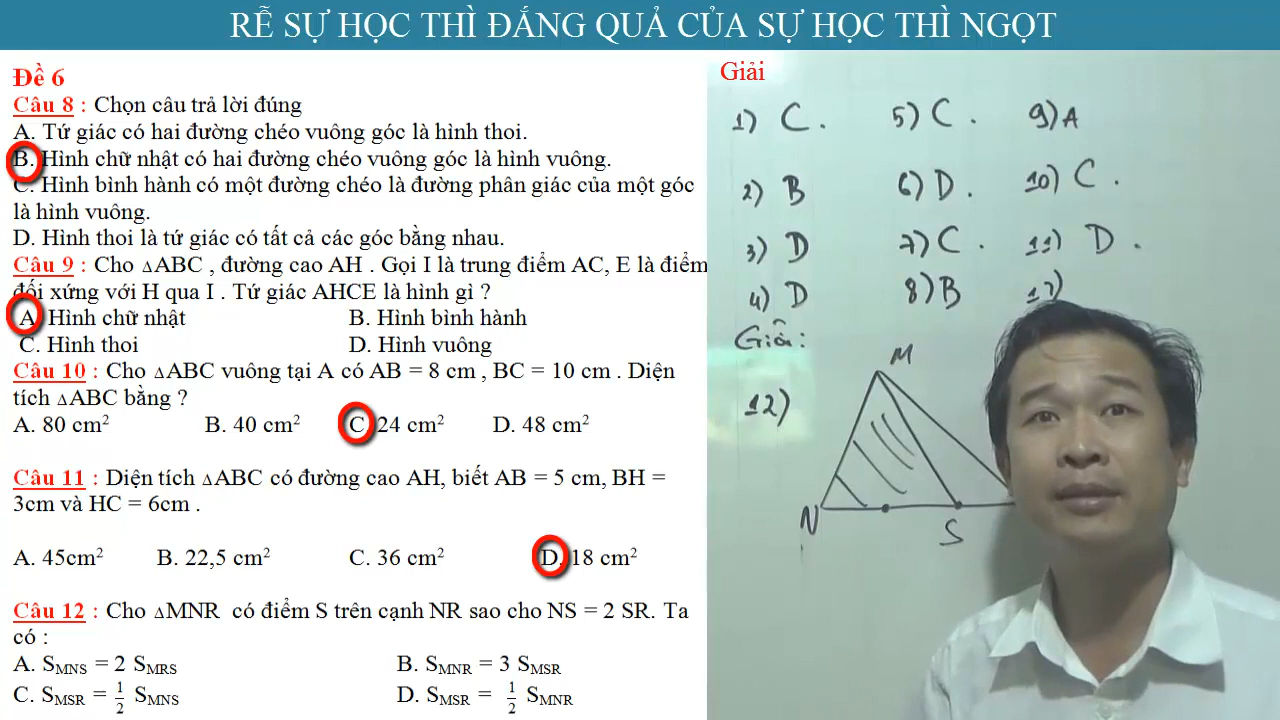 RỄ SỰ HỌC THÌ ĐẮNG QUẢ CỦA SỰ HỌC THÌ NGỌT
Đề 6
Câu 8 : Chọn câu trả lời đúng
A. Tứ giác có hai đường chéo vuông góc là hình thoi.
B. Hình chữ nhật có hai đường chéo vuông góc là hình vuông.
C. Hình bình hành có một đường chéo là đường phân giác của một góc
là hình vuông.
D. Hình thoi là tứ giác có tất cả các góc bằng nhau.
Câu 9 : Cho △ABC , đường cao AH . Gọi I là trung điểm AC, E là điểm
đối xứng với H qua I . Tứ giác AHCE là hình gì ?
A. Hình chữ nhật B. Hình bình hành
C. Hình thoi D. Hình vuông
Câu 10 : Cho △ABC vuông tại A có AB = 8 cm , BC = 10 cm . Diện
tích △ABC bằng ?
A. 80 cm² B. 40 cm² C. 24 cm² D. 48 cm²
Câu 11 : Diện tích △ABC có đường cao AH, biết AB = 5 cm, BH =
3cm và HC = 6cm .
A. 45cm² B. 22,5 cm² C. 36 cm² D. 18 cm²
Câu 12 : Cho △MNR có điểm S trên cạnh NR sao cho NS = 2 SR. Ta
có :
A. S_MNS = 2 S_MRS B. S_MNR = 3 S_MSR
C. S_MSR = 1/2 S_MNS D. S_MSR = 1/2 S_MNR
Giải
1) C . 5) C . 9) A
2) B 6) D . 10) C .
3) D 7) C . 11) D .
4) D 8) B 12)
Giải :
12)
M
N S